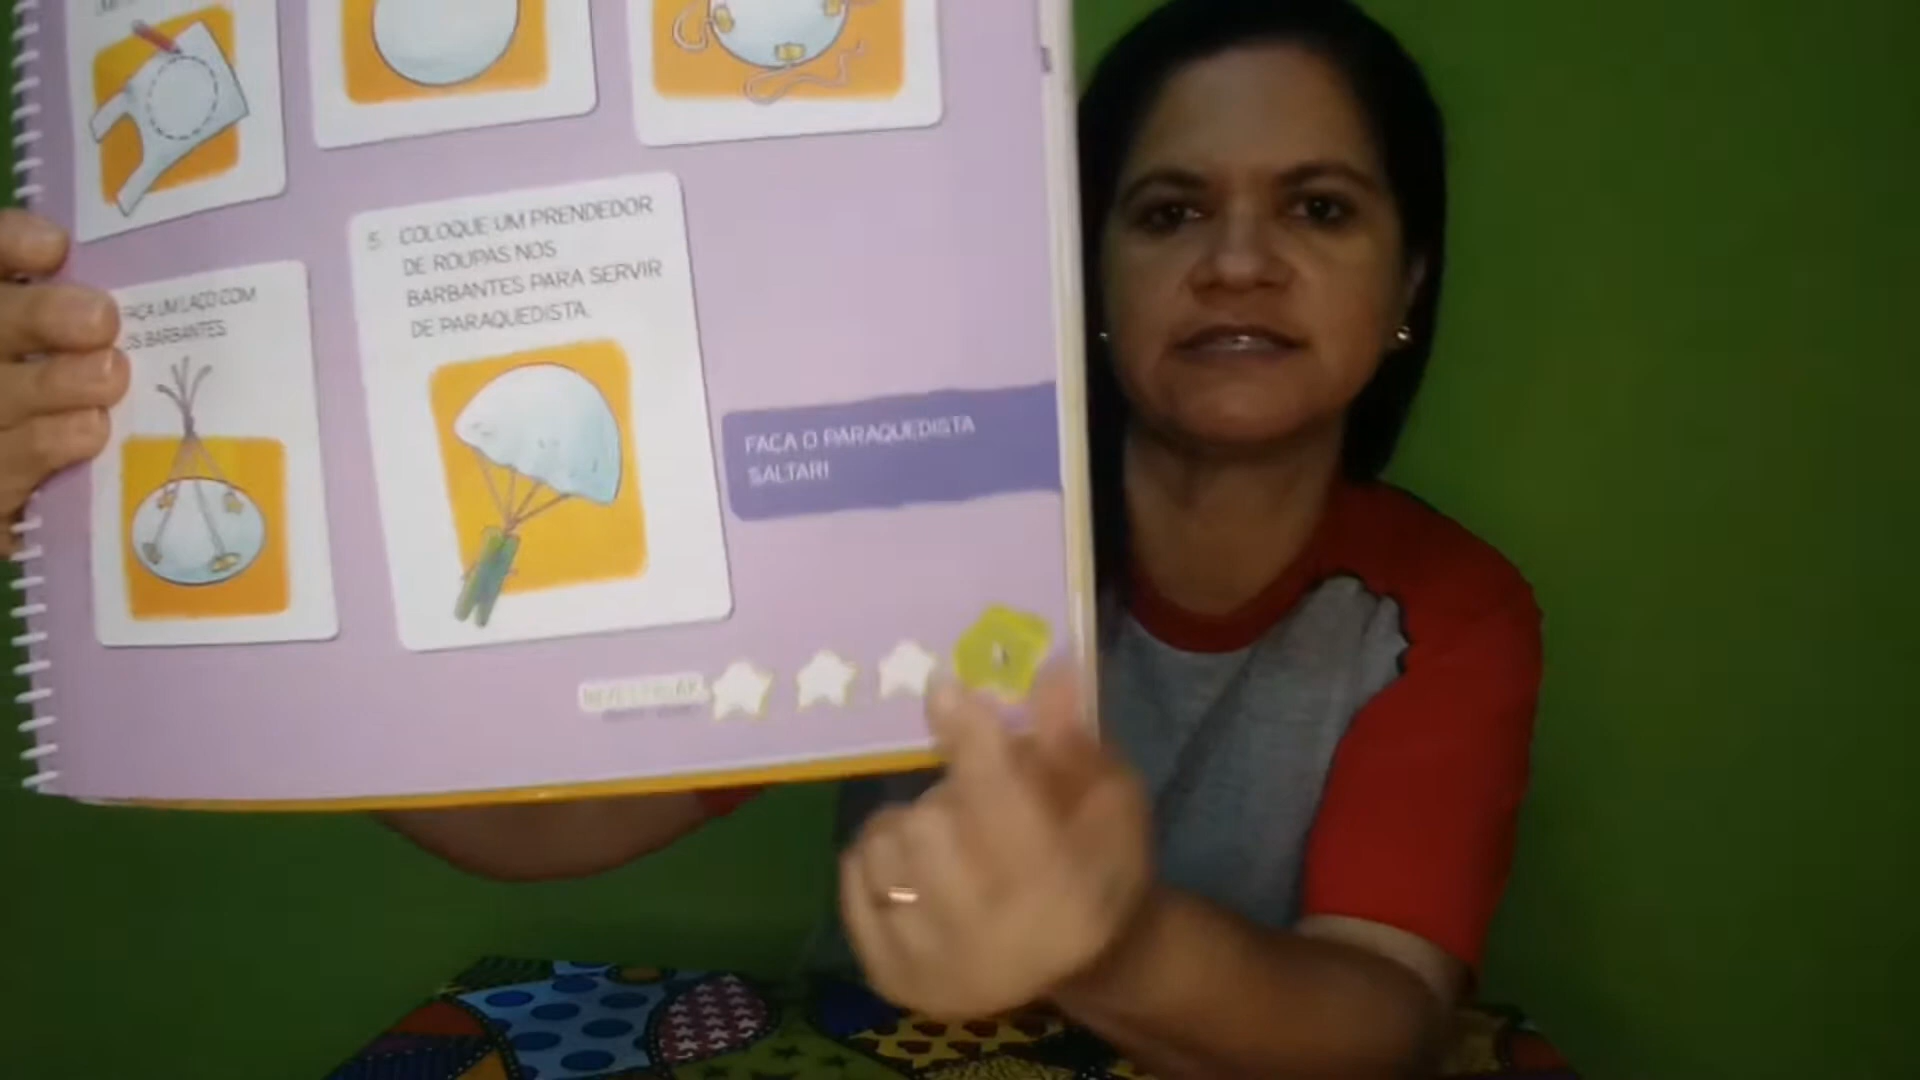 FAÇA UM LAÇO COM
OS BARBANTES
5. COLOQUE UM PRENDEDOR
DE ROUPAS NOS
BARBANTES PARA SERVIR
DE PARAQUEDISTA.
FAÇA O PARAQUEDISTA
SALTAR!